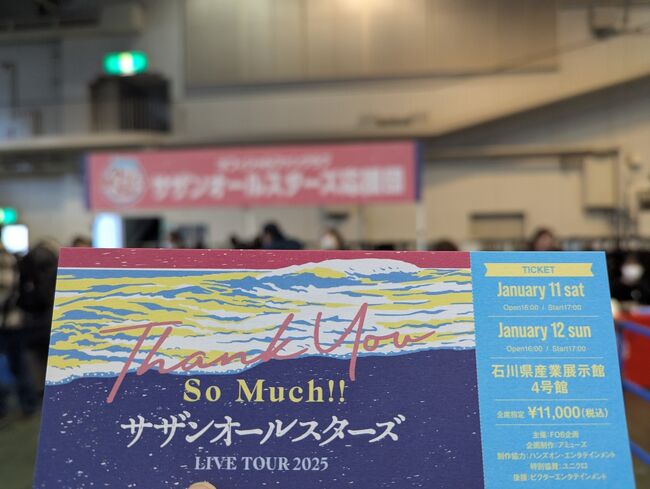 サザンオールスターズ応援団
Thank You
So Much!!
サザンオールスターズ
LIVE TOUR 2025
TICKET
January 11 sat
Open16:00 / Start17:00
January 12 sun
Open16:00 / Start17:00
石川県産業展示館
4号館
全席指定 ¥11,000(税込)
主催:FOB企画
企画制作:アミューズ
制作協力:ハンズオン・エンタテインメント
特別協賛:ユニクロ
後援:ビクターエンタテインメント